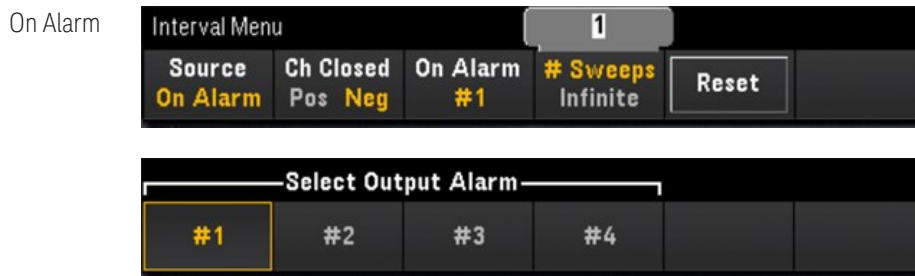 On Alarm
Interval Menu
1
Source Ch Closed On Alarm # Sweeps Reset
On Alarm Pos Neg #1 Infinite
Select Output Alarm
#1 #2 #3 #4